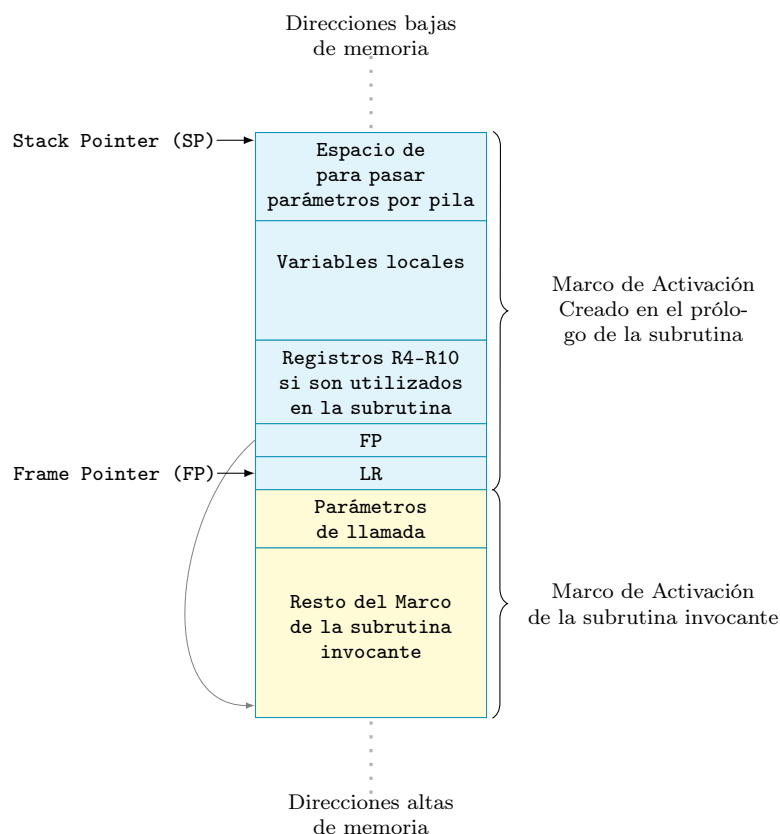 Direcciones bajas
de memoria
Stack Pointer (SP)
Espacio de
para pasar
parámetros por pila
Variables locales
Marco de Activación
Creado en el prólo-
go de la subrutina
Registros R4-R10
si son utilizados
en la subrutina
FP
Frame Pointer (FP)
LR
Parámetros
de llamada
Resto del Marco
de la subrutina
invocante
Marco de Activación
de la subrutina invocante
Direcciones altas
de memoria